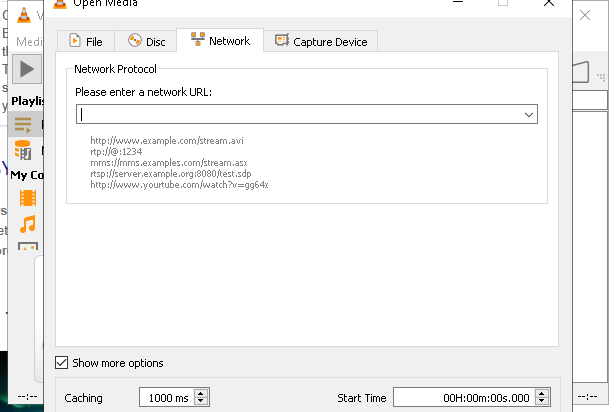 Open Media
Medi
File
Disc
Network
Capture Device
Network Protocol
Please enter a network URL:
http://www.example.com/stream.avi
rtp://@:1234
mms://mms.examples.com/stream.asx
rtsp://server.example.org:8080/test.sdp
http://www.yourtube.com/watch?v=gg64x
Playlis
My Co
Show more options
--:--
Caching
1000 ms
Start Time
00H:00m:00s.000
--:--